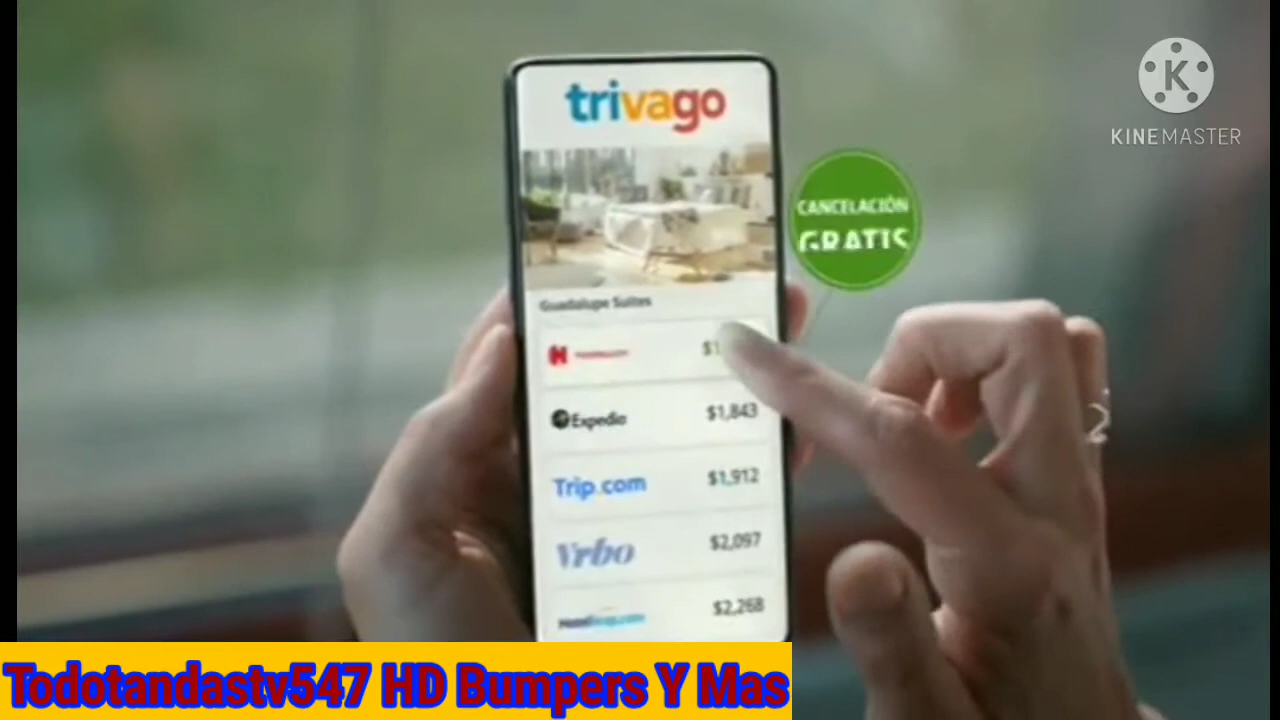 trivago
K
KINEMASTER
CANCELACIÓN
GRATIS
Guadalupe Suites
Expedia
$1,843
Trip.com
$1,912
Vrbo
$2,097
$2,268
Todotandastv547 HD Bumpers Y Mas